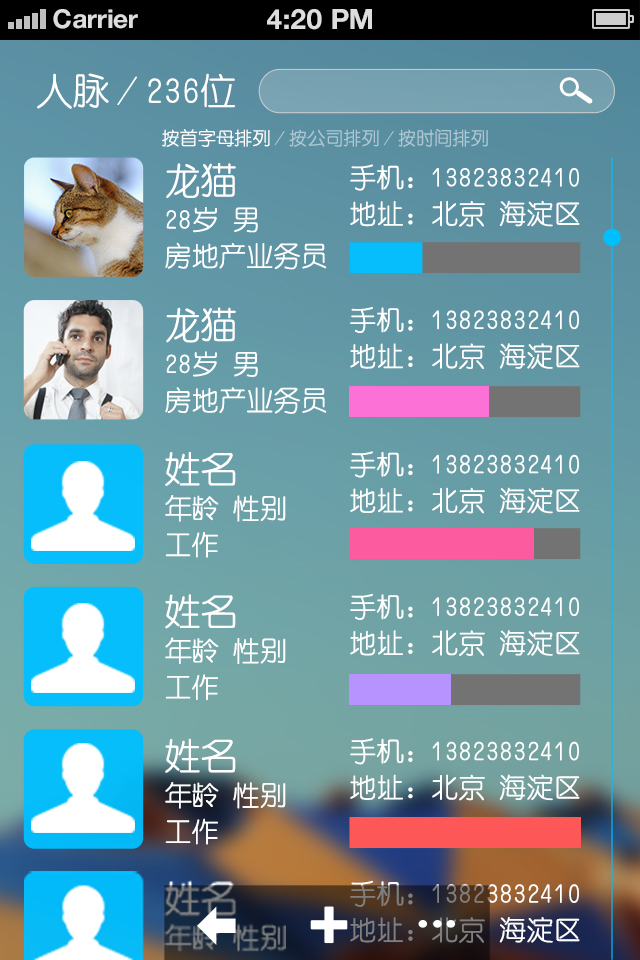 Carrier 4:20 PM
人脉 / 236位
按首字母排列 / 按公司排列 / 按时间排列
龙猫
28岁 男
房地产业务员
手机：13823832410
地址：北京 海淀区
龙猫
28岁 男
房地产业务员
手机：13823832410
地址：北京 海淀区
姓名
年龄 性别
工作
手机：13823832410
地址：北京 海淀区
姓名
年龄 性别
工作
手机：13823832410
地址：北京 海淀区
姓名
年龄 性别
工作
手机：13823832410
地址：北京 海淀区
姓名
年龄 性别
手机：13823832410
地址：北京 海淀区